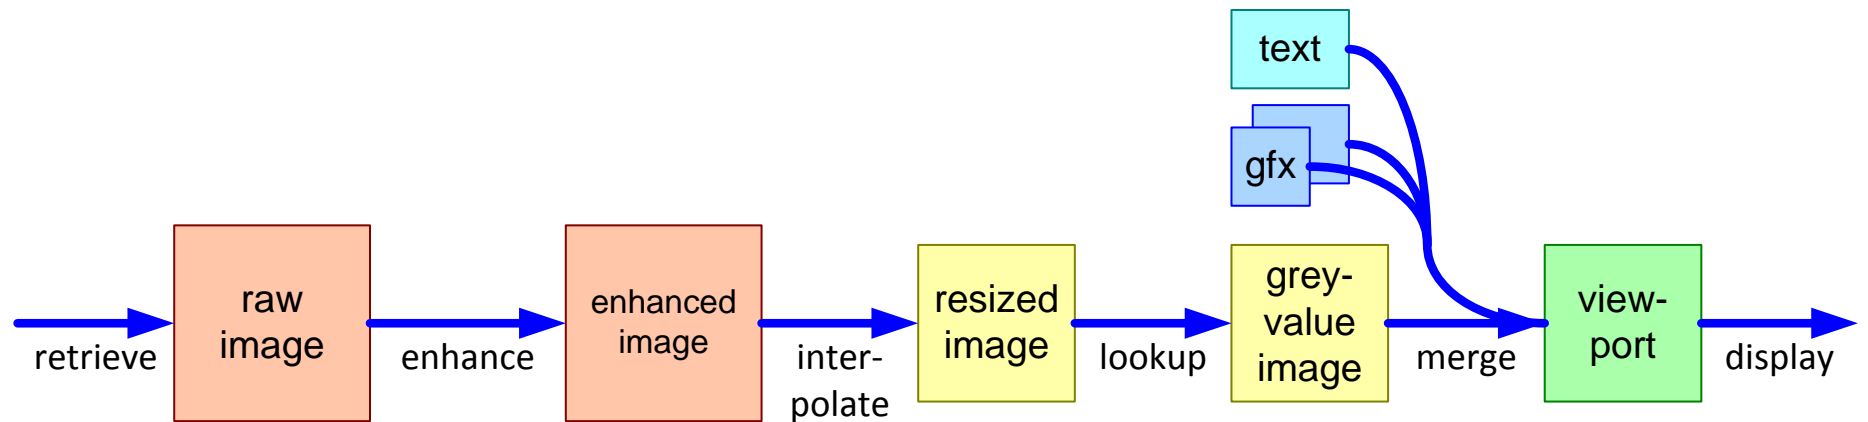 text
gfx
raw
image
enhanced
image
resized
image
grey-
value
image
view-
port
retrieve
enhance
inter-
polate
lookup
merge
display